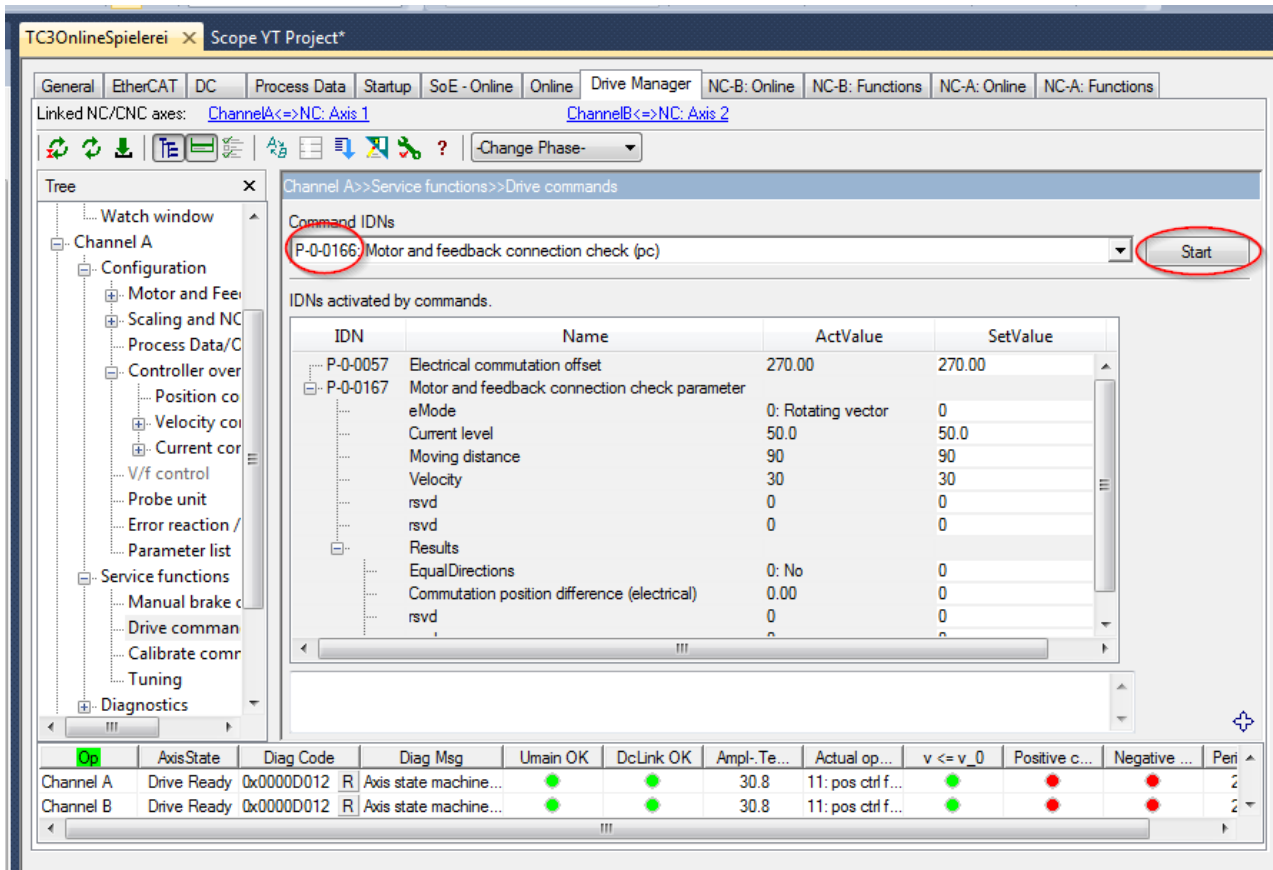 TC3OnlineSpielerei Scope YT Project*
General EtherCAT DC Process Data Startup SoE - Online Online Drive Manager NC-B: Online NC-B: Functions NC-A: Online NC-A: Functions
Linked NC/CNC axes: ChannelA<=>NC: Axis 1 ChannelB<=>NC: Axis 2
-Change Phase-
Tree
Channel A>>Service functions>>Drive commands
Watch window
Command IDNs
Channel A
P-0-0166: Motor and feedback connection check (pc) Start
Configuration
Motor and Fee
IDNs activated by commands.
Scaling and NC
IDN Name ActValue SetValue
Process Data/O
P-0-0057 Electrical commutation offset 270.00 270.00
Controller over
P-0-0167 Motor and feedback connection check parameter
Position co
eMode 0: Rotating vector 0
Velocity co
Current level 50.0 50.0
Current cor
Moving distance 90 90
V/f control
Velocity 30 30
Probe unit
rsvd 0 0
Error reaction /
rsvd 0 0
Parameter list
Results
Service functions
EqualDirections 0: No 0
Manual brake c
Commutation position difference (electrical) 0.00 0
Drive comman
rsvd 0 0
Calibrate comm
Tuning
Diagnostics
Op AxisState Diag Code Diag Msg Umain OK DcLink OK Ampl-.Te... Actual op... v <= v_0 Positive c... Negative ... Peri
Channel A Drive Ready 0x0000D012 R Axis state machine... 30.8 11: pos ctrl f... 2
Channel B Drive Ready 0x0000D012 R Axis state machine... 30.8 11: pos ctrl f... 2